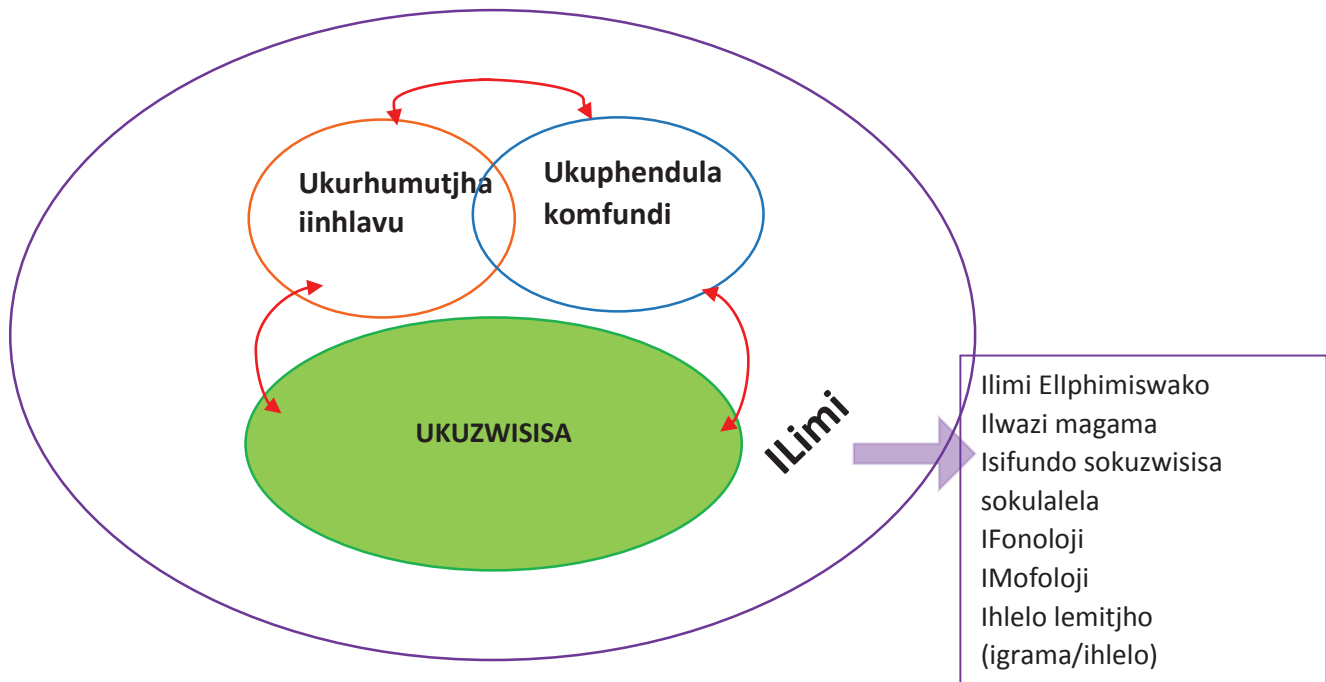 Ukurhumutjha
iinhlavu
Ukuphendula
komfundi
UKUZWISISA
ILimi
Ilimi ElIphimiswako
Ilwazi magama
Isifundo sokuzwisisa
sokulalela
IFonoloji
IMofoloji
Ihlelo lemitjho
(igrama/ihlelo)